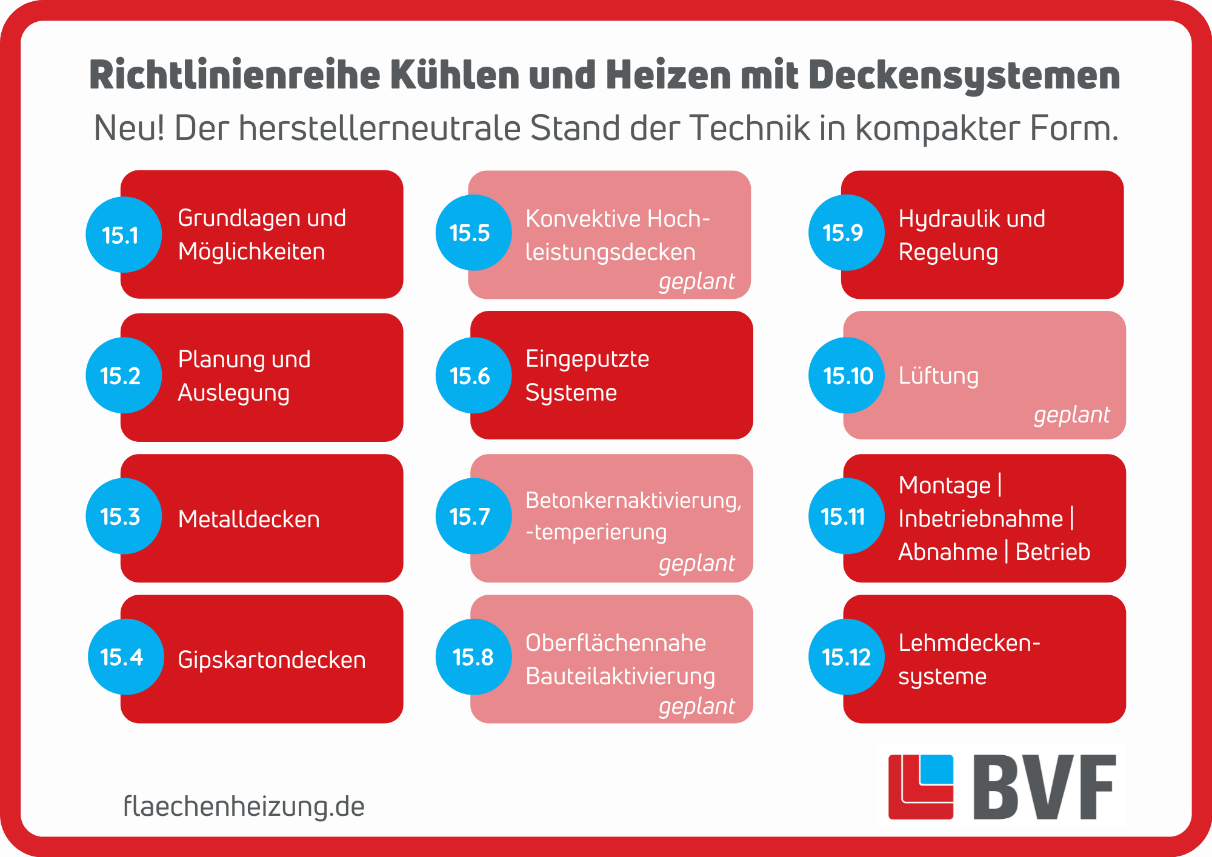 Richtlinienreihe Kühlen und Heizen mit Deckensystemen
Neu! Der herstellerneutrale Stand der Technik in kompakter Form.
15.1
Grundlagen und
Möglichkeiten
15.2
Planung und
Auslegung
15.3
Metalldecken
15.4
Gipskartondecken
15.5
Konvektive Hoch-
leistungsdecken
geplant
15.6
Eingeputzte
Systeme
15.7
Betonkernaktivierung,
-temperierung
geplant
15.8
Oberflächennahe
Bauteilaktivierung
geplant
15.9
Hydraulik und
Regelung
15.10
Lüftung
geplant
15.11
Montage |
Inbetriebnahme |
Abnahme | Betrieb
15.12
Lehmdecken-
systeme
flaechenheizung.de
BVF